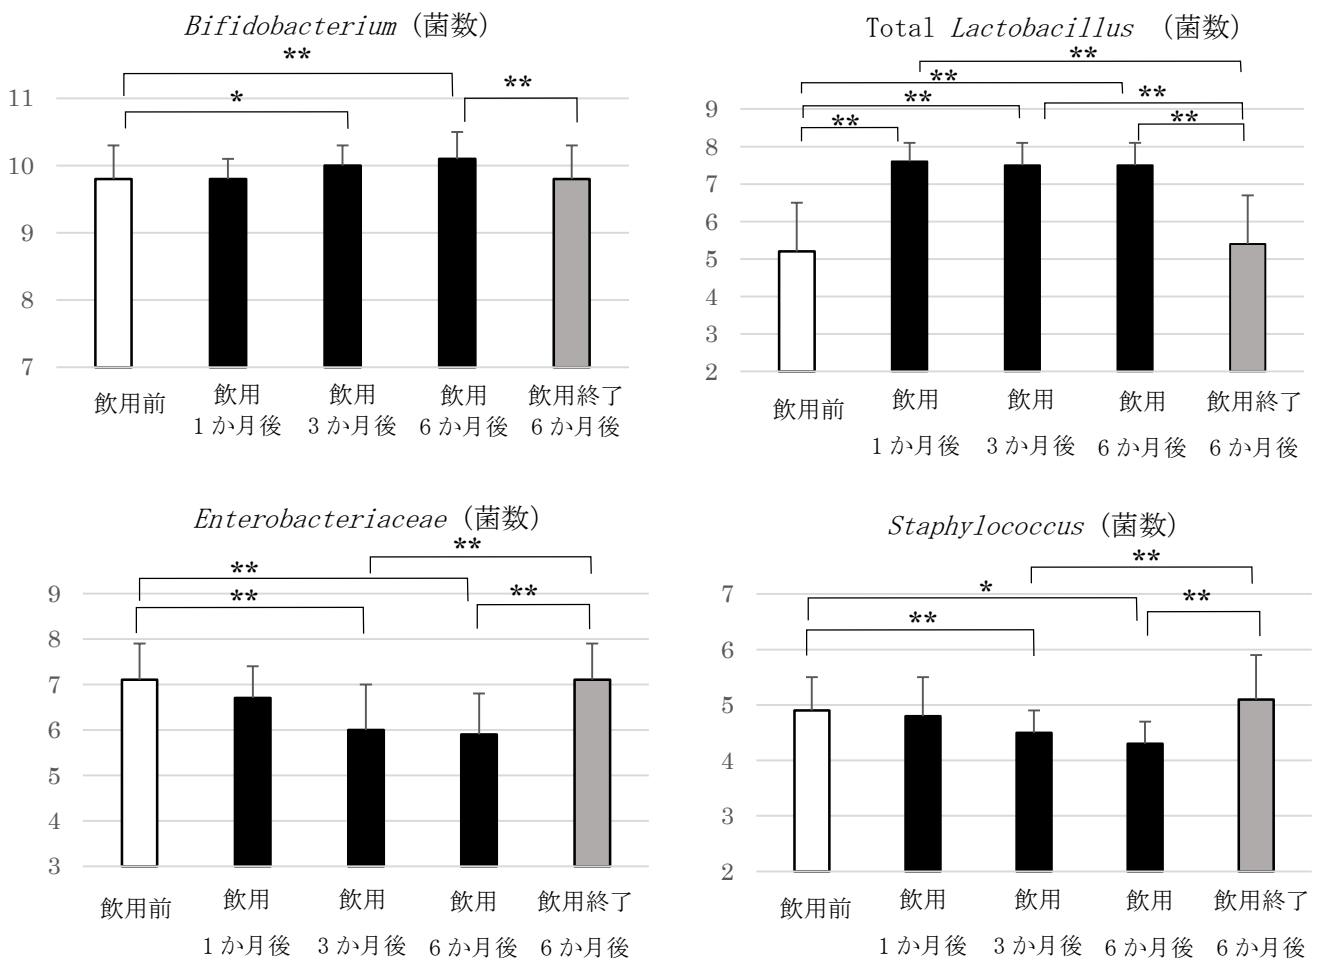 Bifidobacterium (菌数)
**
**
*
11
10
9
8
7
飲用前
飲用
1か月後
飲用
3か月後
飲用
6か月後
飲用終了
6か月後
Total Lactobacillus (菌数)
**
**
**
**
**
**
9
8
7
6
5
4
3
2
飲用前
飲用
1か月後
飲用
3か月後
飲用
6か月後
飲用終了
6か月後
Enterobacteriaceae (菌数)
**
**
**
**
9
8
7
6
5
4
3
飲用前
飲用
1か月後
飲用
3か月後
飲用
6か月後
飲用終了
6か月後
Staphylococcus (菌数)
**
*
**
**
7
6
5
4
3
2
飲用前
飲用
1か月後
飲用
3か月後
飲用
6か月後
飲用終了
6か月後